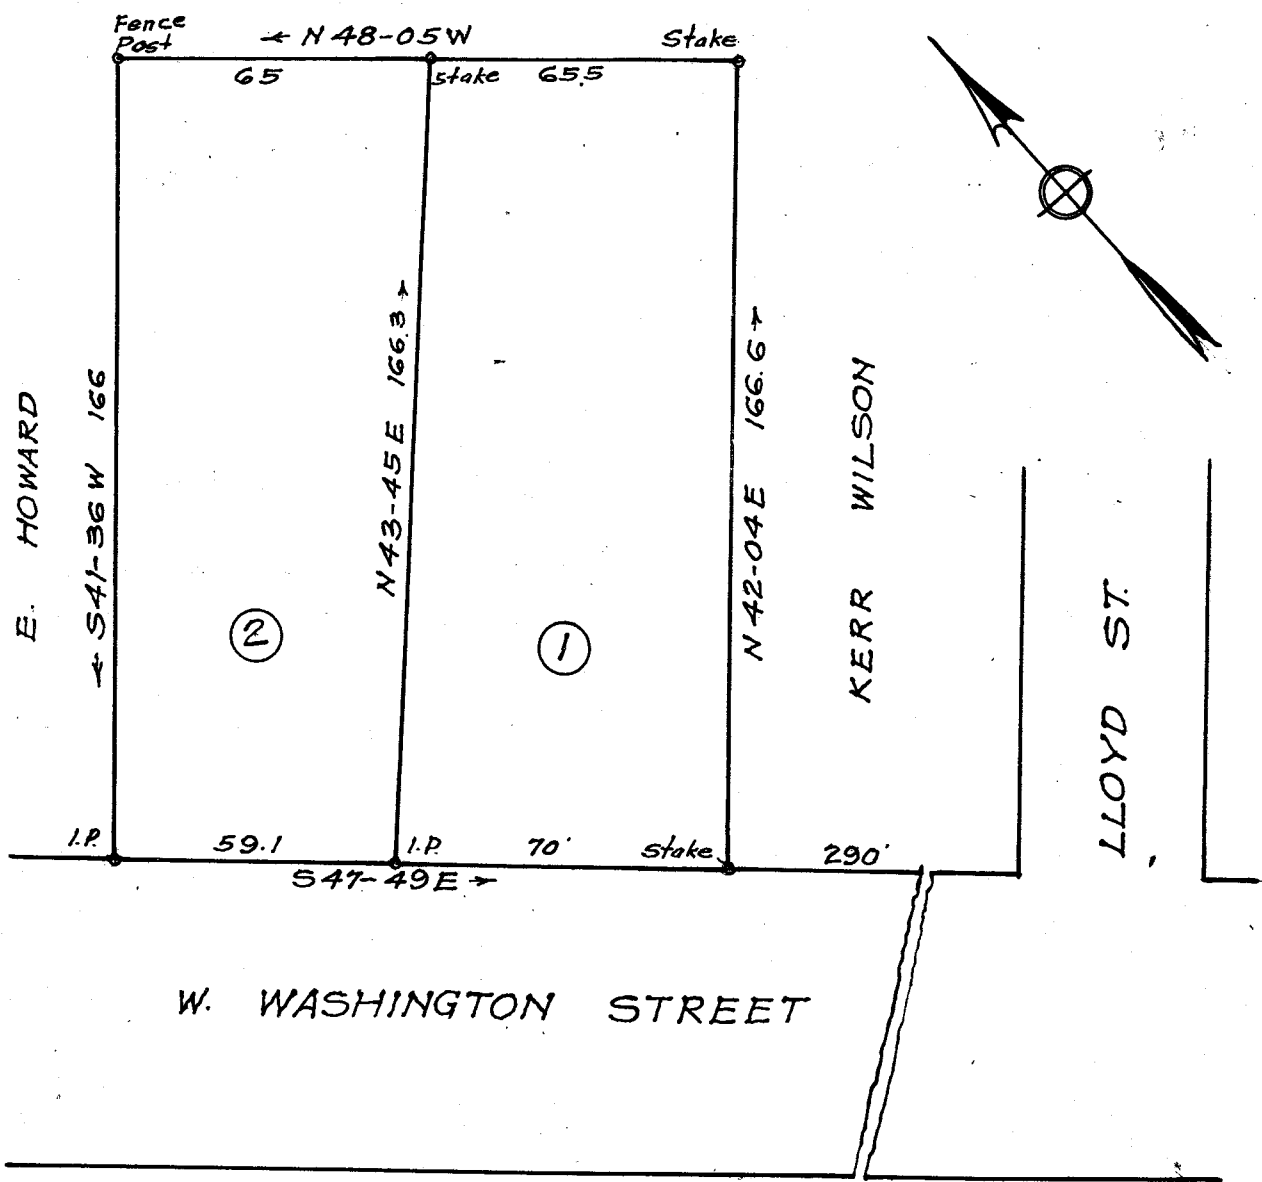 Fence
Post
← N 48-05 W
Stake
65
stake
65.5
E. HOWARD
← S 41-36 W 166
N 43-45 E 166.3 →
N 42-04 E 166.6 →
KERR WILSON
LLOYD ST.
2
1
I.P.
59.1
I.P.
70'
Stake
290'
S 47-49 E →
W. WASHINGTON STREET